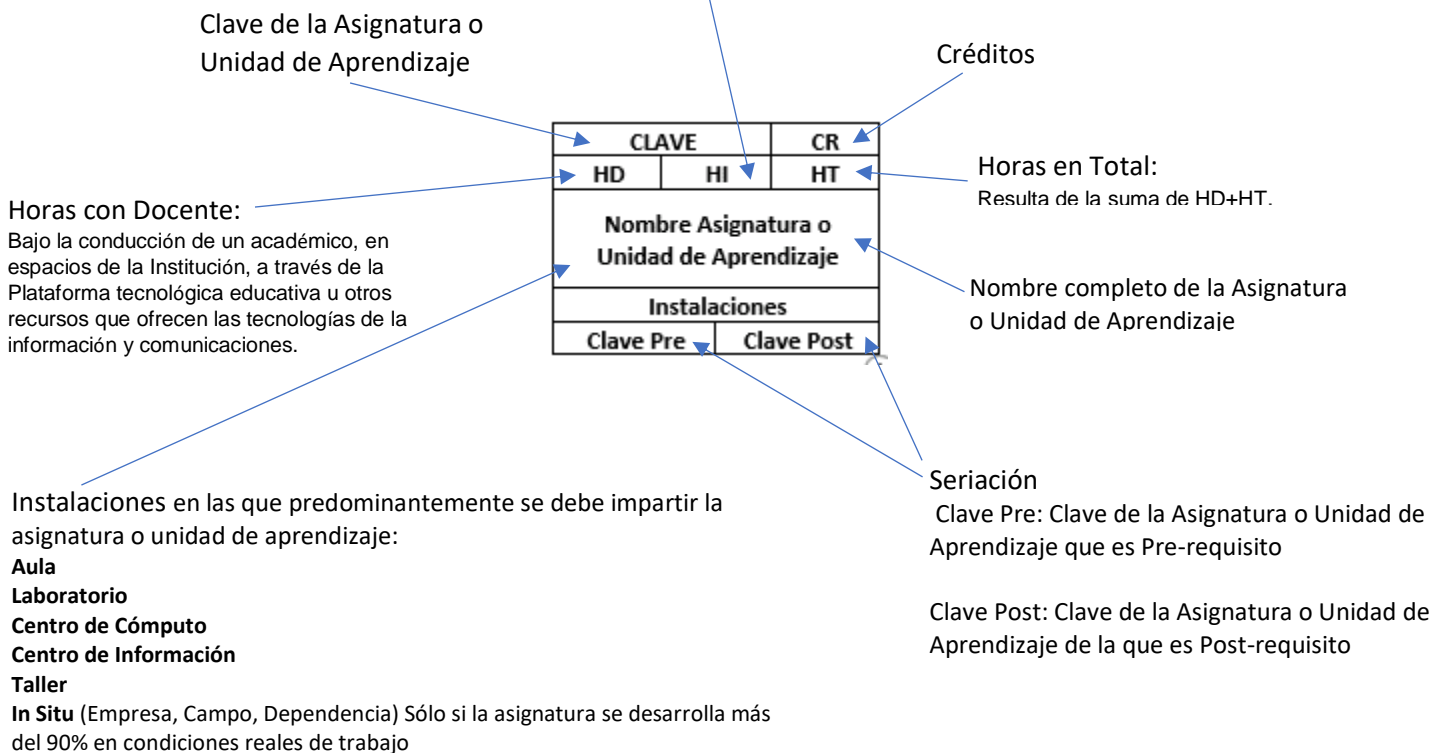 Clave de la Asignatura o
Unidad de Aprendizaje
Créditos
CLAVE CR
HD HI HT
Nombre Asignatura o
Unidad de Aprendizaje
Instalaciones
Clave Pre Clave Post
Horas en Total:
Resulta de la suma de HD+HT.
Horas con Docente:
Bajo la conducción de un académico, en
espacios de la Institución, a través de la
Plataforma tecnológica educativa u otros
recursos que ofrecen las tecnologías de la
información y comunicaciones.
Nombre completo de la Asignatura
o Unidad de Aprendizaje
Instalaciones en las que predominantemente se debe impartir la
asignatura o unidad de aprendizaje:
Aula
Laboratorio
Centro de Cómputo
Centro de Información
Taller
In Situ (Empresa, Campo, Dependencia) Sólo si la asignatura se desarrolla más
del 90% en condiciones reales de trabajo
Seriación
Clave Pre: Clave de la Asignatura o Unidad de
Aprendizaje que es Pre-requisito
Clave Post: Clave de la Asignatura o Unidad de
Aprendizaje de la que es Post-requisito